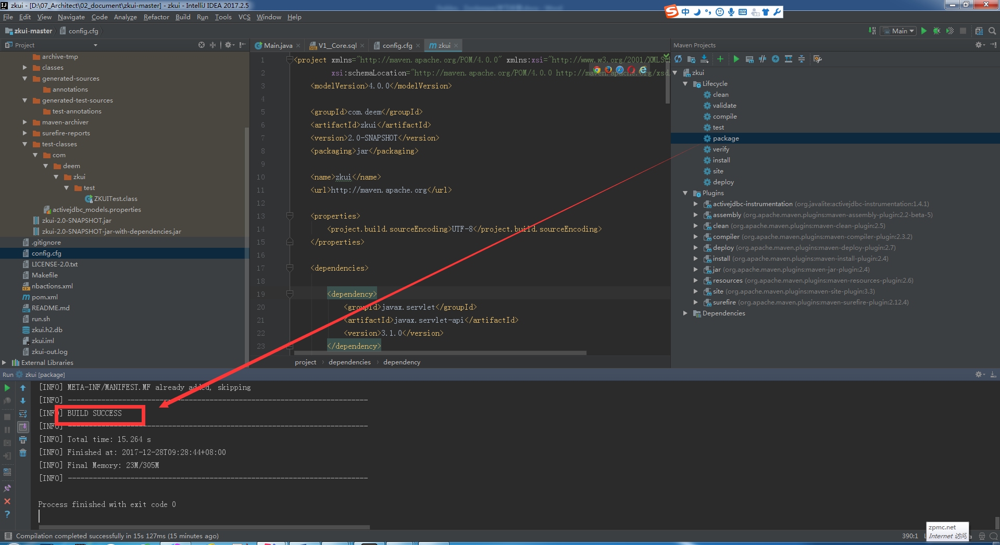 zkui - [D:\07_Architect\02_document\zkui-master] - zkui - IntelliJ IDEA 2017.2.5
File Edit View Navigate Code Analyze Refactor Build Run Tools VCS Window Help
中
zkui-master config.cfg
Main
Project
Main.java V1__Core.sql config.cfg zkui
Maven Projects
archive-tmp
classes
generated-sources
annotations
generated-test-sources
test-annotations
maven-archiver
surefire-reports
test-classes
com
deem
zkui
test
ZKUITest.class
activejdbc_models.properties
zkui-2.0-SNAPSHOT.jar
zkui-2.0-SNAPSHOT-jar-with-dependencies.jar
.gitignore
config.cfg
LICENSE-2.0.txt
Makefile
nbactions.xml
pom.xml
README.md
run.sh
zkui.h2.db
zkui.iml
zkui-out.log
External Libraries
1 <project xmlns="http://maven.apache.org/POM/4.0.0" xmlns:xsi="http://www.w3.org/2001/XMLSc
2 xsi:schemaLocation="http://maven.apache.org/POM/4.0.0 http://maven.apache.org/xsd
3 <modelVersion>4.0.0</modelVersion>
4
5 <groupId>com.deem</groupId>
6 <artifactId>zkui</artifactId>
7 <version>2.0-SNAPSHOT</version>
8 <packaging>jar</packaging>
9
10 <name>zkui</name>
11 <url>http://maven.apache.org</url>
12
13 <properties>
14 <project.build.sourceEncoding>UTF-8</project.build.sourceEncoding>
15 </properties>
16
17 <dependencies>
18
19 <dependency>
20 <groupId>javax.servlet</groupId>
21 <artifactId>javax.servlet-api</artifactId>
22 <version>3.1.0</version>
23 </dependency>
project dependencies dependency
zkui
Lifecycle
clean
validate
compile
test
package
verify
install
site
deploy
Plugins
activejdbc-instrumentation (org.javalite:activejdbc-instrumentation:1.4.1)
assembly (org.apache.maven.plugins:maven-assembly-plugin:2.2-beta-5)
clean (org.apache.maven.plugins:maven-clean-plugin:2.5)
compiler (org.apache.maven.plugins:maven-compiler-plugin:2.3.2)
deploy (org.apache.maven.plugins:maven-deploy-plugin:2.7)
install (org.apache.maven.plugins:maven-install-plugin:2.4)
jar (org.apache.maven.plugins:maven-jar-plugin:2.4)
resources (org.apache.maven.plugins:maven-resources-plugin:2.6)
site (org.apache.maven.plugins:maven-site-plugin:3.3)
surefire (org.apache.maven.plugins:maven-surefire-plugin:2.12.4)
Dependencies
Run zkui [package]
[INFO] META-INF/MANIFEST.MF already added, skipping
[INFO] ------------------------------------------------------------------------
[INFO] BUILD SUCCESS
[INFO] ------------------------------------------------------------------------
[INFO] Total time: 15.264 s
[INFO] Finished at: 2017-12-28T09:28:44+08:00
[INFO] Final Memory: 23M/305M
[INFO] ------------------------------------------------------------------------
Process finished with exit code 0
Compilation completed successfully in 15s 127ms (15 minutes ago)
390:1
zpmc.net
Internet 访问